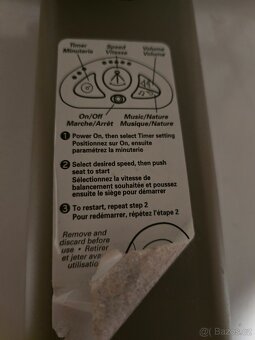 Timer
Minuterie
Speed
Vitesse
Volume
Volume
On/Off
Marche/Arrêt
Music/Nature
Musique/Nature
1 Power On, then select Timer setting
Positionnez sur On, ensuite
paramétrez la minuterie
2 Select desired speed, then push
seat to start
Sélectionnez la vitesse de
balancement souhaitée et poussez
ensuite le siège pour démarrer
3 To restart, repeat step 2
Pour redémarrer, répétez l'étape 2
Remove and
discard before
use • Retirer
et jeter avant
utilisation